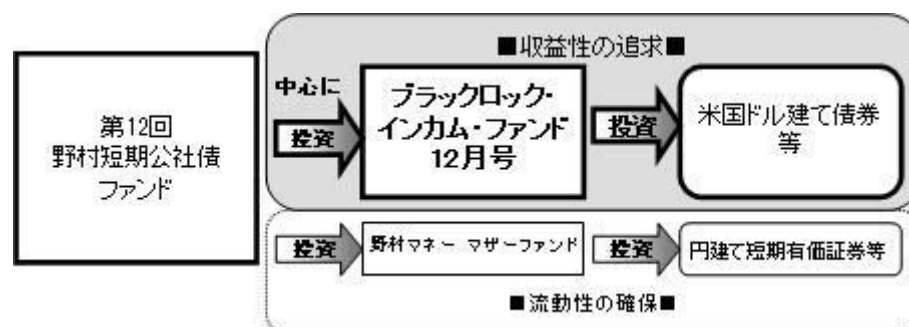 ■収益性の追求■
第12回
野村短期公社債
ファンド
中心に
投資
ブラックロック・
インカム・ファンド
12月号
投資
米国ドル建て債券
等
投資
野村マネー マザーファンド
投資
円建て短期有価証券等
■流動性の確保■